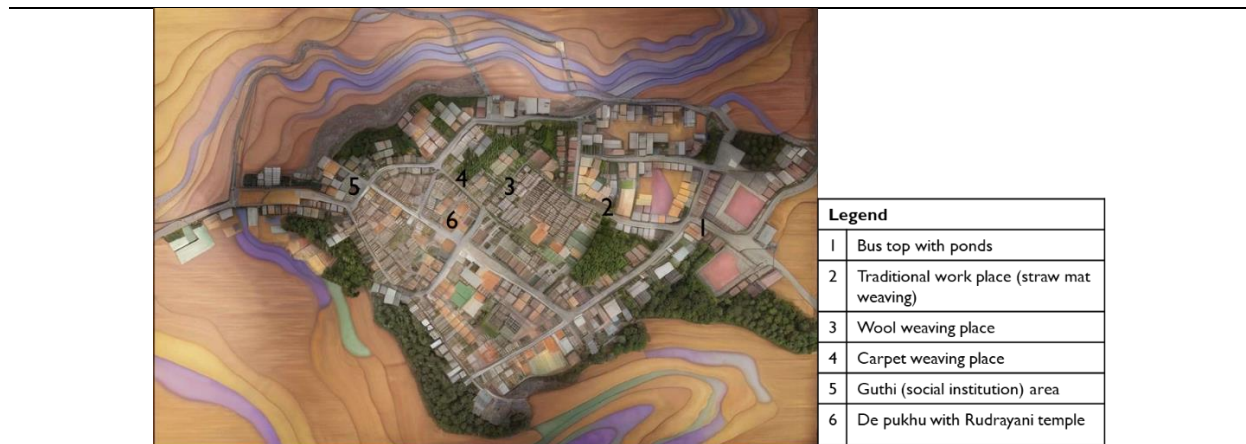 5
4
3
6
2
1
Legend
1 Bus top with ponds
2 Traditional work place (straw mat
weaving)
3 Wool weaving place
4 Carpet weaving place
5 Guthi (social institution) area
6 De pukhu with Rudrayani temple